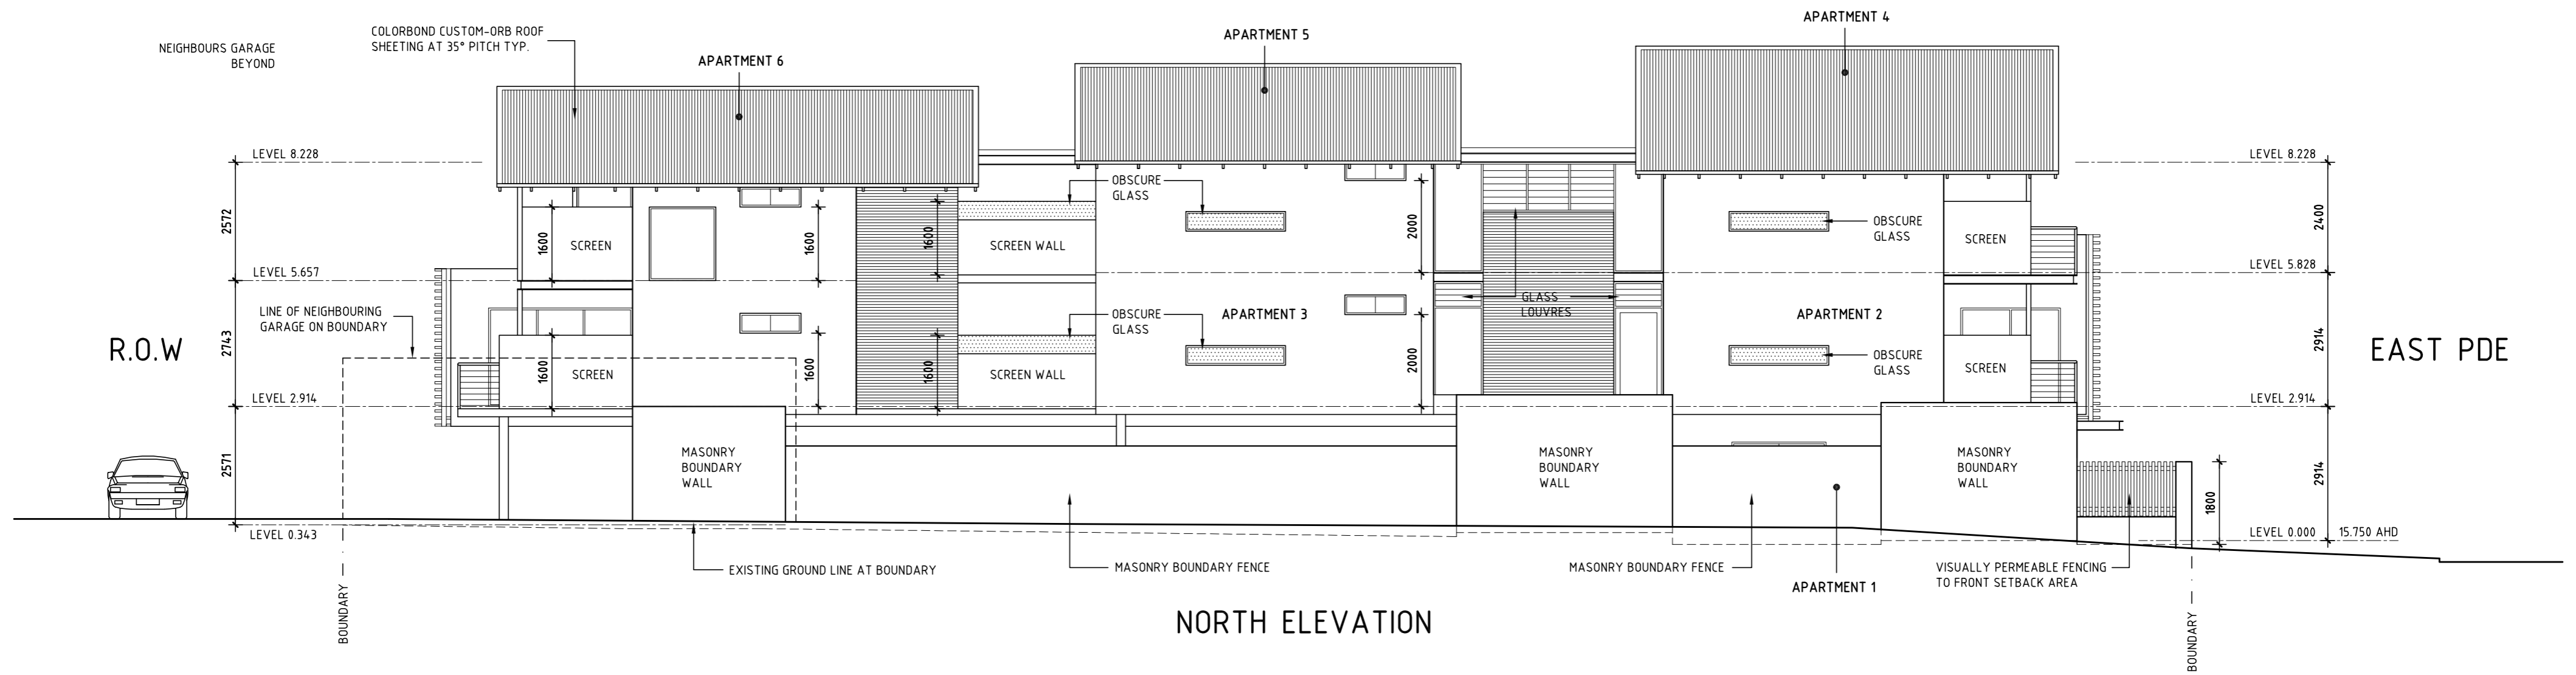 APARTMENT 4
COLORBOND CUSTOM-ORB ROOF
SHEETING AT 35° PITCH TYP.
APARTMENT 5
NEIGHBOURS GARAGE
BEYOND
APARTMENT 6
LEVEL 8.228
LEVEL 8.228
OBSCURE
GLASS
2572
1600
SCREEN
1600
1600
SCREEN WALL
2000
OBSCURE
GLASS
SCREEN
2400
LEVEL 5.657
LEVEL 5.828
LINE OF NEIGHBOURING
GARAGE ON BOUNDARY
GLASS
LOUVRES
OBSCURE
GLASS
APARTMENT 3
APARTMENT 2
R.O.W
2743
1600
SCREEN
1600
1600
SCREEN WALL
2000
OBSCURE
GLASS
SCREEN
2914
EAST PDE
LEVEL 2.914
LEVEL 2.914
2571
MASONRY
BOUNDARY
WALL
MASONRY
BOUNDARY
WALL
MASONRY
BOUNDARY
WALL
1800
2914
LEVEL 0.343
LEVEL 0.000
15.750 AHD
EXISTING GROUND LINE AT BOUNDARY
MASONRY BOUNDARY FENCE
MASONRY BOUNDARY FENCE
VISUALLY PERMEABLE FENCING
TO FRONT SETBACK AREA
APARTMENT 1
BOUNDARY
BOUNDARY
NORTH ELEVATION